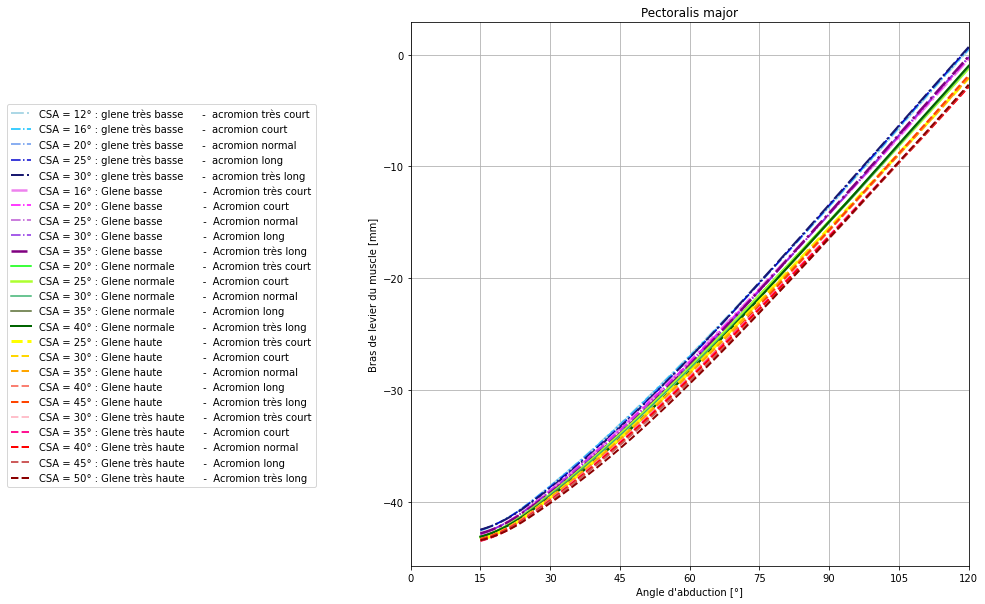 Pectoralis major
CSA = 12° : glene très basse - acromion très court
CSA = 16° : glene très basse - acromion court
CSA = 20° : glene très basse - acromion normal
CSA = 25° : glene très basse - acromion long
CSA = 30° : glene très basse - acromion très long
CSA = 16° : Glene basse - Acromion très court
CSA = 20° : Glene basse - Acromion court
CSA = 25° : Glene basse - Acromion normal
CSA = 30° : Glene basse - Acromion long
CSA = 35° : Glene basse - Acromion très long
CSA = 20° : Glene normale - Acromion très court
CSA = 25° : Glene normale - Acromion court
CSA = 30° : Glene normale - Acromion normal
CSA = 35° : Glene normale - Acromion long
CSA = 40° : Glene normale - Acromion très long
CSA = 25° : Glene haute - Acromion très court
CSA = 30° : Glene haute - Acromion court
CSA = 35° : Glene haute - Acromion normal
CSA = 40° : Glene haute - Acromion long
CSA = 45° : Glene haute - Acromion très long
CSA = 30° : Glene très haute - Acromion très court
CSA = 35° : Glene très haute - Acromion court
CSA = 40° : Glene très haute - Acromion normal
CSA = 45° : Glene très haute - Acromion long
CSA = 50° : Glene très haute - Acromion très long
Bras de levier du muscle [mm]
0
−10
−20
−30
−40
0 15 30 45 60 75 90 105 120
Angle d'abduction [°]